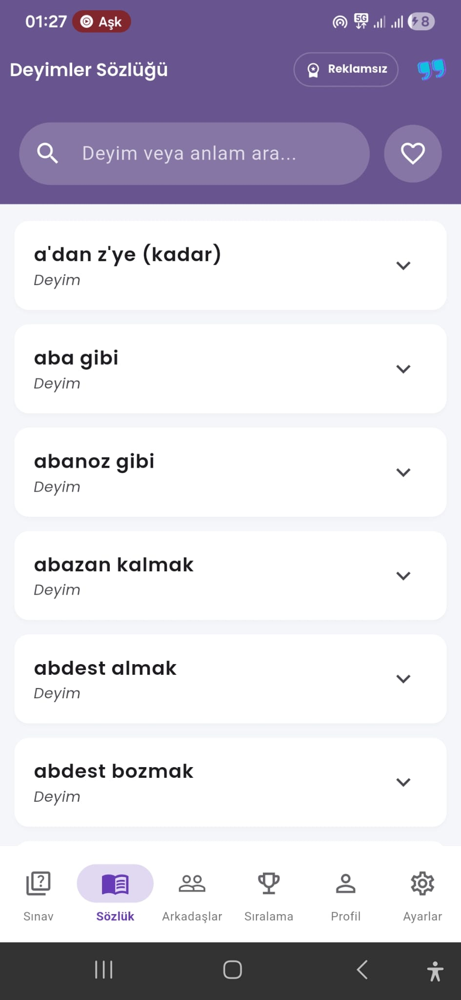 01:27 Aşk 5G 8
Deyimler Sözlüğü Reklamsız
Deyim veya anlam ara...
a'dan z'ye (kadar)
Deyim
aba gibi
Deyim
abanoz gibi
Deyim
abazan kalmak
Deyim
abdest almak
Deyim
abdest bozmak
Deyim
Sınav Sözlük Arkadaşlar Sıralama Profil Ayarlar